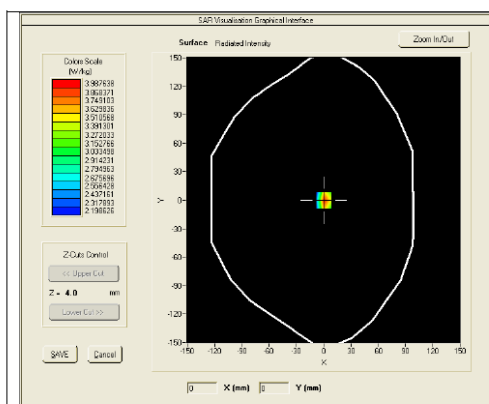 SAR Visualisation Graphical Interface
Surface Radiated Intensity
Zoom In/Out
Colors Scale
(W/kg)
3.987638
3.868371
3.749103
3.629836
3.510568
3.391301
3.272033
3.152766
3.033498
2.914231
2.794963
2.675696
2.556428
2.437161
2.317893
2.198626
Z-Cuts Control
<< Upper Cut
Z = 4.0 mm
Lower Cut >>
SAVE Cancel
150-
120-
90-
60-
30-
Y 0-
-30-
-60-
-90-
-120-
-150-
-150 -120 -90 -60 -30 0 30 60 90 120 150
X
0 X (mm) 0 Y (mm)